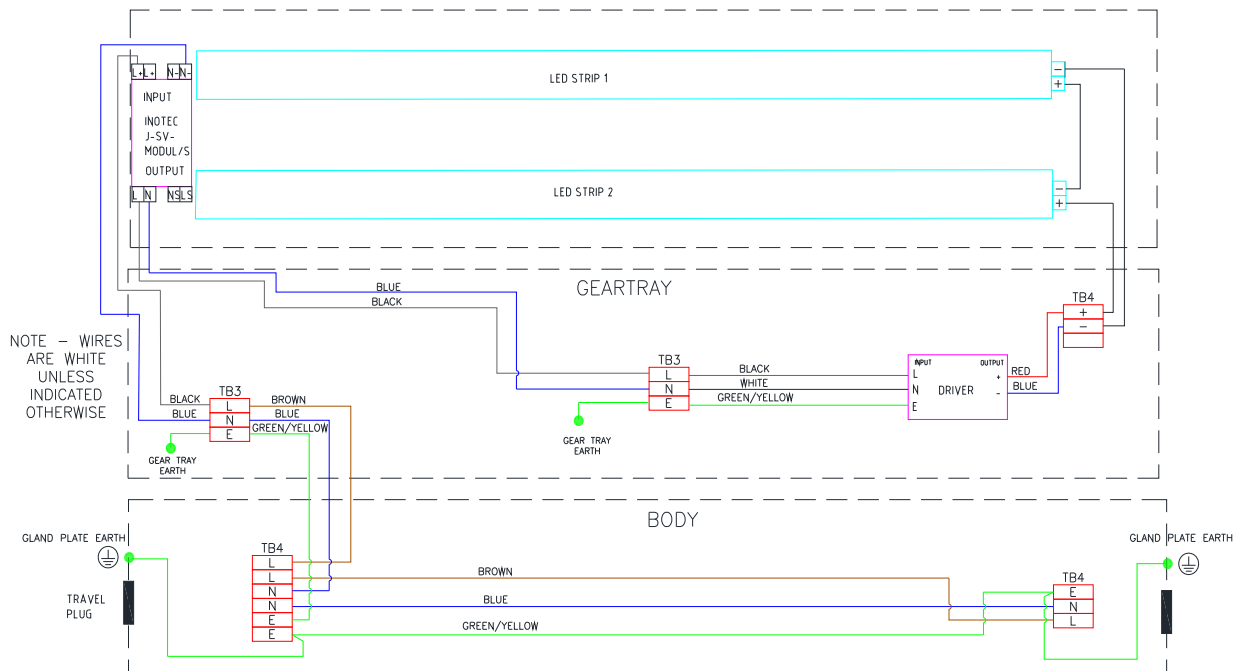 L+ L+ N- N-
INPUT
INOTEC
J-SV-
MODUL/S
OUTPUT
L N NS LS
LED STRIP 1
-
+
LED STRIP 2
-
+
GEARTRAY
BLUE
BLACK
NOTE - WIRES
ARE WHITE
UNLESS
INDICATED
OTHERWISE
TB3
L
N
E
BLACK
BLUE
BROWN
BLUE
GREEN/YELLOW
GEAR TRAY
EARTH
TB3
L
N
E
BLACK
WHITE
GREEN/YELLOW
GEAR TRAY
EARTH
INPUT OUTPUT
L
N
E
DRIVER
+
-
RED
BLUE
TB4
+
-
BODY
GLAND PLATE EARTH
TRAVEL
PLUG
TB4
L
L
N
N
E
E
BROWN
BLUE
GREEN/YELLOW
TB4
E
N
L
GLAND PLATE EARTH